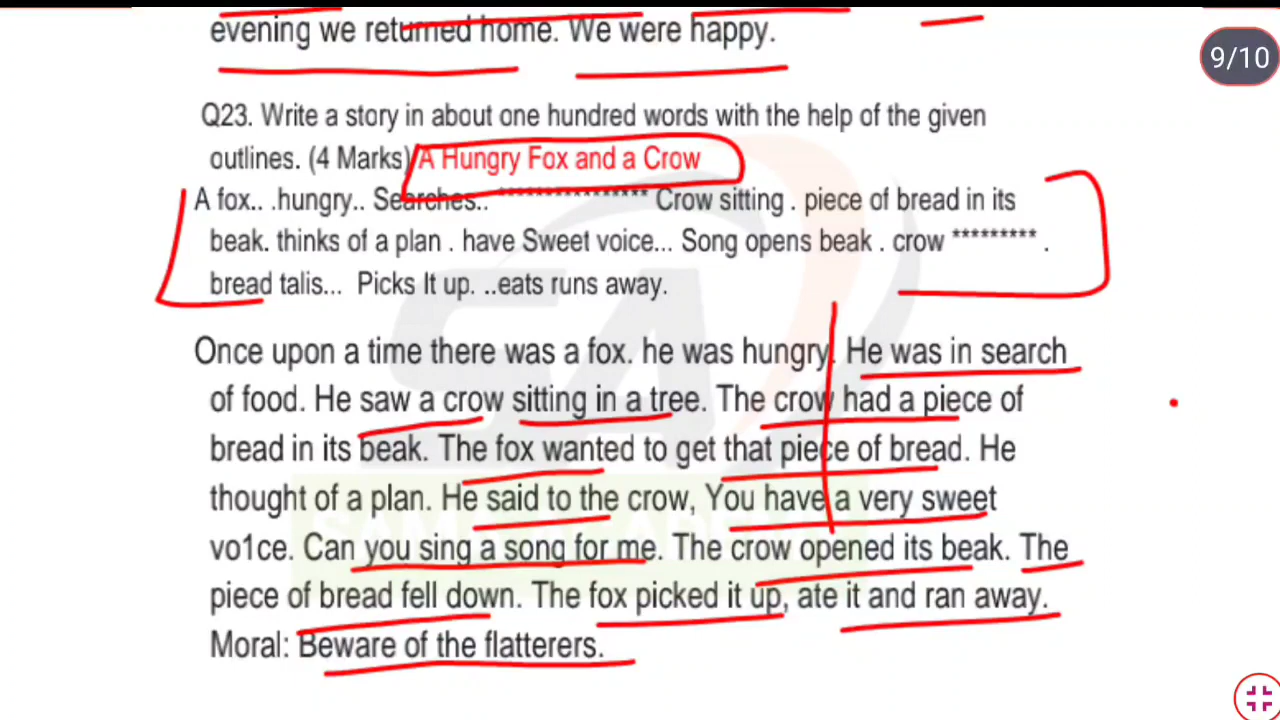 evening we returned home. We were happy.
9/10
Q23. Write a story in about one hundred words with the help of the given
outlines. (4 Marks) A Hungry Fox and a Crow
A fox.. .hungry.. Searches.. **************** Crow sitting . piece of bread in its
beak. thinks of a plan . have Sweet voice... Song opens beak . crow ********* .
bread talis... Picks It up. ..eats runs away.
Once upon a time there was a fox. he was hungry. He was in search
of food. He saw a crow sitting in a tree. The crow had a piece of
bread in its beak. The fox wanted to get that piece of bread. He
thought of a plan. He said to the crow, You have a very sweet
vo1ce. Can you sing a song for me. The crow opened its beak. The
piece of bread fell down. The fox picked it up, ate it and ran away.
Moral: Beware of the flatterers.